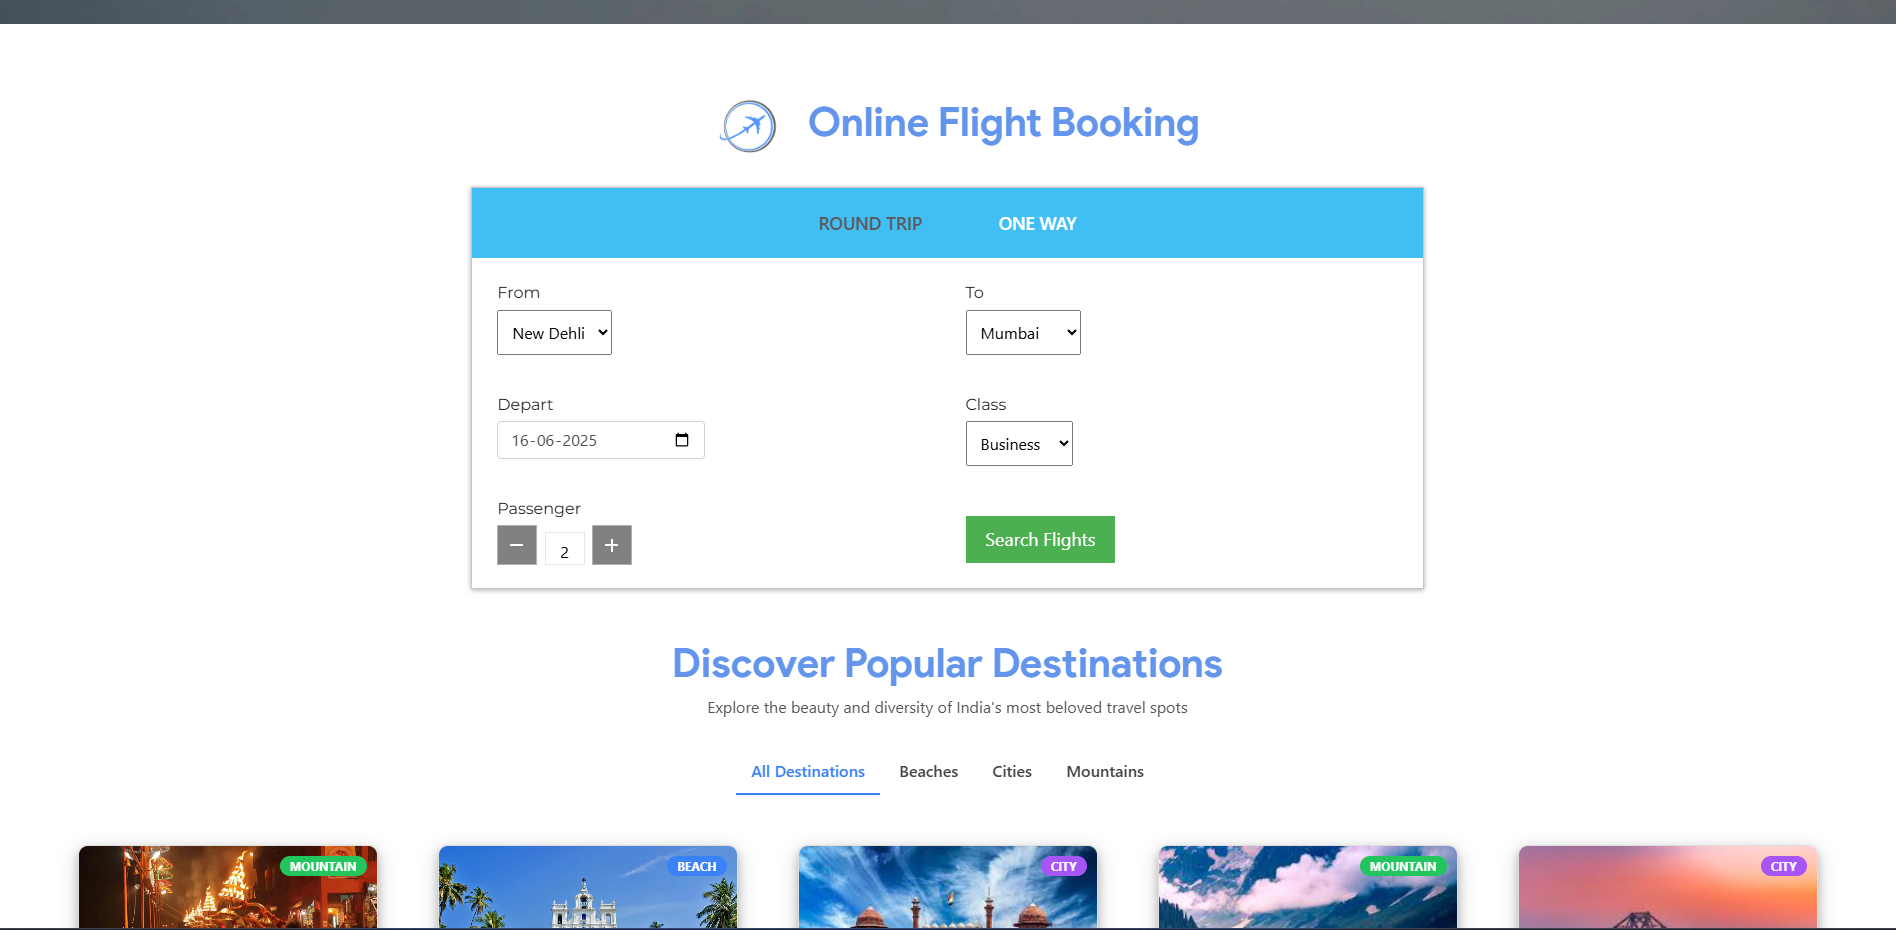 Online Flight Booking
ROUND TRIP ONE WAY
From To
New Dehli Mumbai
Depart Class
16-06-2025 Business
Passenger
2 Search Flights
Discover Popular Destinations
Explore the beauty and diversity of India's most beloved travel spots
All Destinations Beaches Cities Mountains
MOUNTAIN BEACH CITY MOUNTAIN CITY